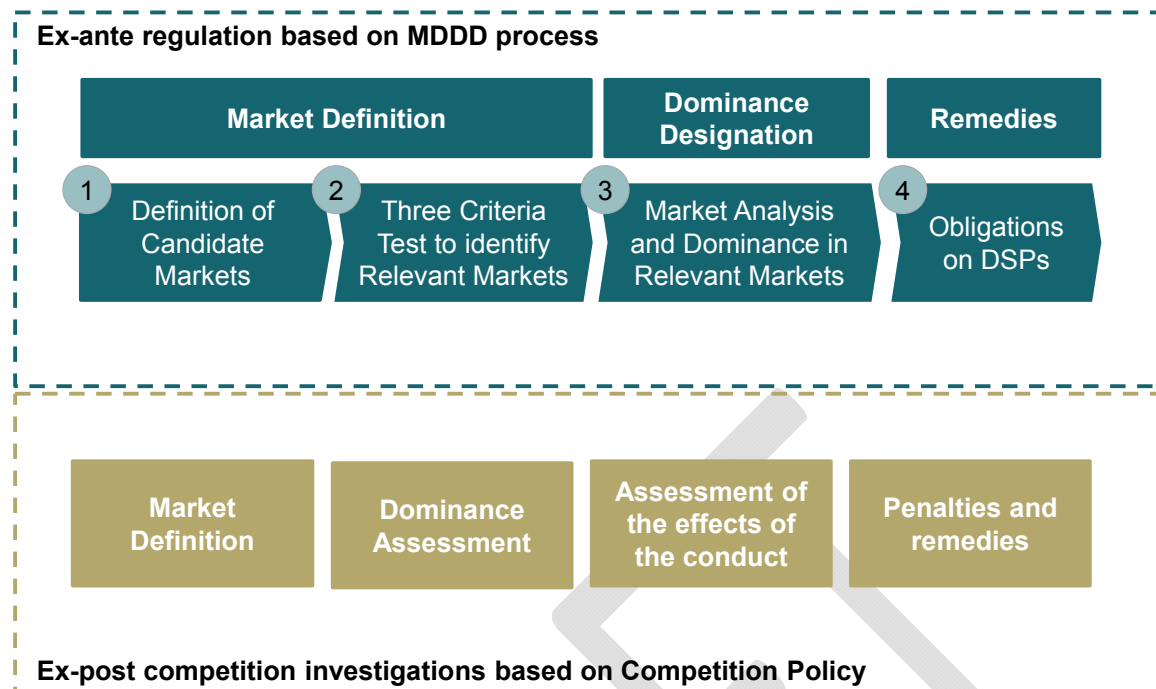 Ex-ante regulation based on MDDD process
Market Definition
Dominance
Designation
Remedies
1
Definition of
Candidate
Markets
2
Three Criteria
Test to identify
Relevant Markets
3
Market Analysis
and Dominance in
Relevant Markets
4
Obligations
on DSPs
Market
Definition
Dominance
Assessment
Assessment of
the effects of
the conduct
Penalties and
remedies
Ex-post competition investigations based on Competition Policy